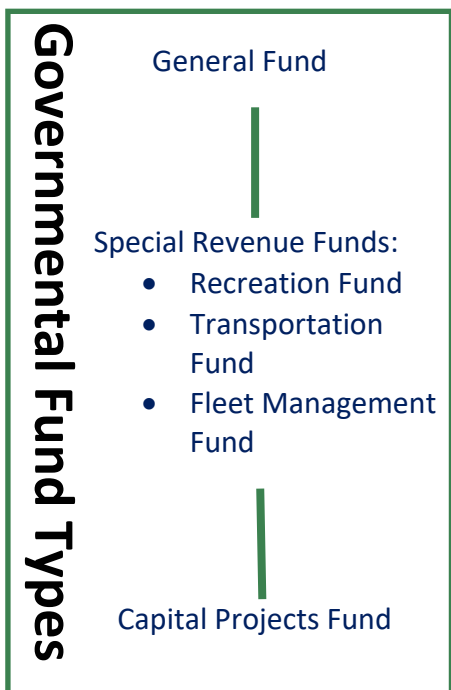 Governmental Fund Types
General Fund
Special Revenue Funds:
• Recreation Fund
• Transportation
Fund
• Fleet Management
Fund
Capital Projects Fund